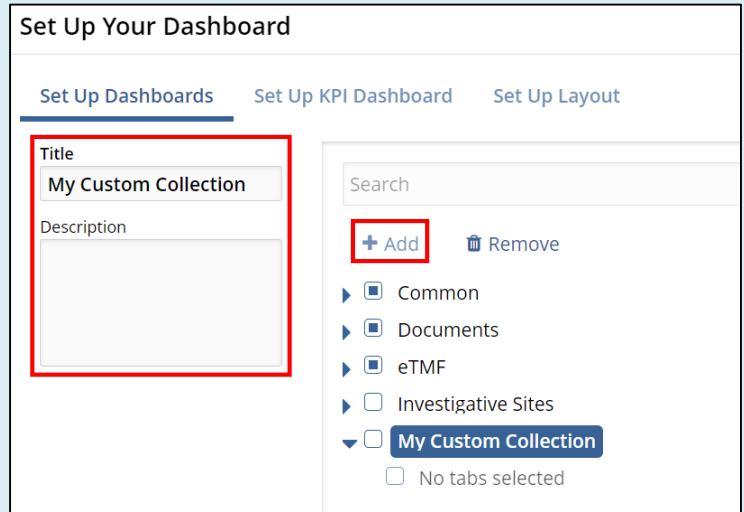 Set Up Your Dashboard
Set Up Dashboards Set Up KPI Dashboard Set Up Layout
Title
My Custom Collection
Description
Search
+ Add Remove
Common
Documents
eTMF
Investigative Sites
My Custom Collection
No tabs selected